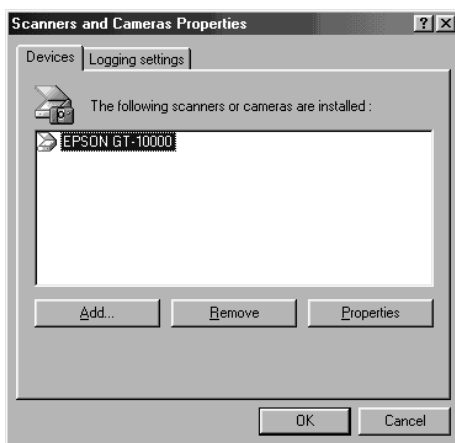 Scanners and Cameras Properties
Devices
Logging settings
The following scanners or cameras are installed :
EPSON GT-10000
Add...
Remove
Properties
OK
Cancel